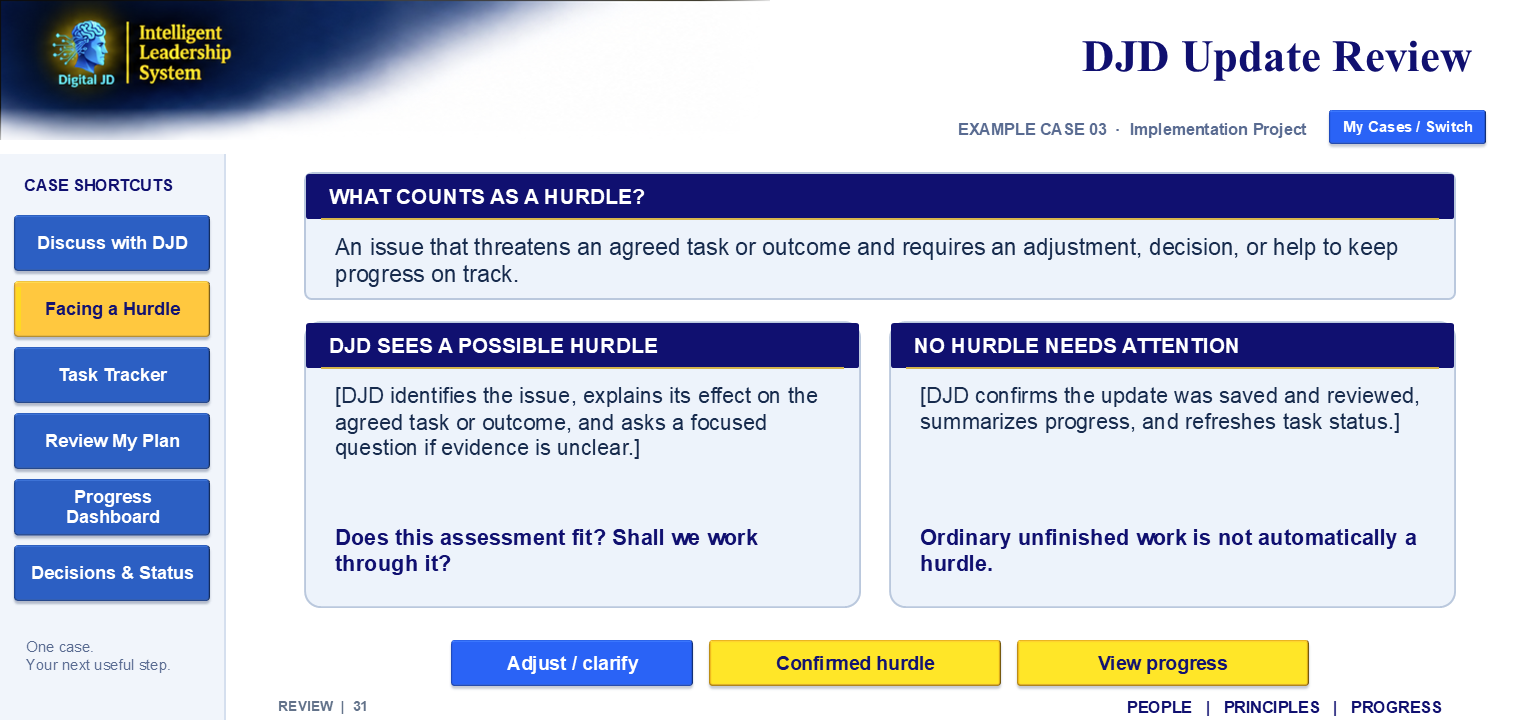 Digital JD
Intelligent
Leadership
System
DJD Update Review
EXAMPLE CASE 03 · Implementation Project
My Cases / Switch
CASE SHORTCUTS
Discuss with DJD
Facing a Hurdle
Task Tracker
Review My Plan
Progress
Dashboard
Decisions & Status
One case.
Your next useful step.
WHAT COUNTS AS A HURDLE?
An issue that threatens an agreed task or outcome and requires an adjustment, decision, or help to keep
progress on track.
DJD SEES A POSSIBLE HURDLE
[DJD identifies the issue, explains its effect on the
agreed task or outcome, and asks a focused
question if evidence is unclear.]
Does this assessment fit? Shall we work
through it?
NO HURDLE NEEDS ATTENTION
[DJD confirms the update was saved and reviewed,
summarizes progress, and refreshes task status.]
Ordinary unfinished work is not automatically a
hurdle.
Adjust / clarify
Confirmed hurdle
View progress
REVIEW | 31
PEOPLE | PRINCIPLES | PROGRESS